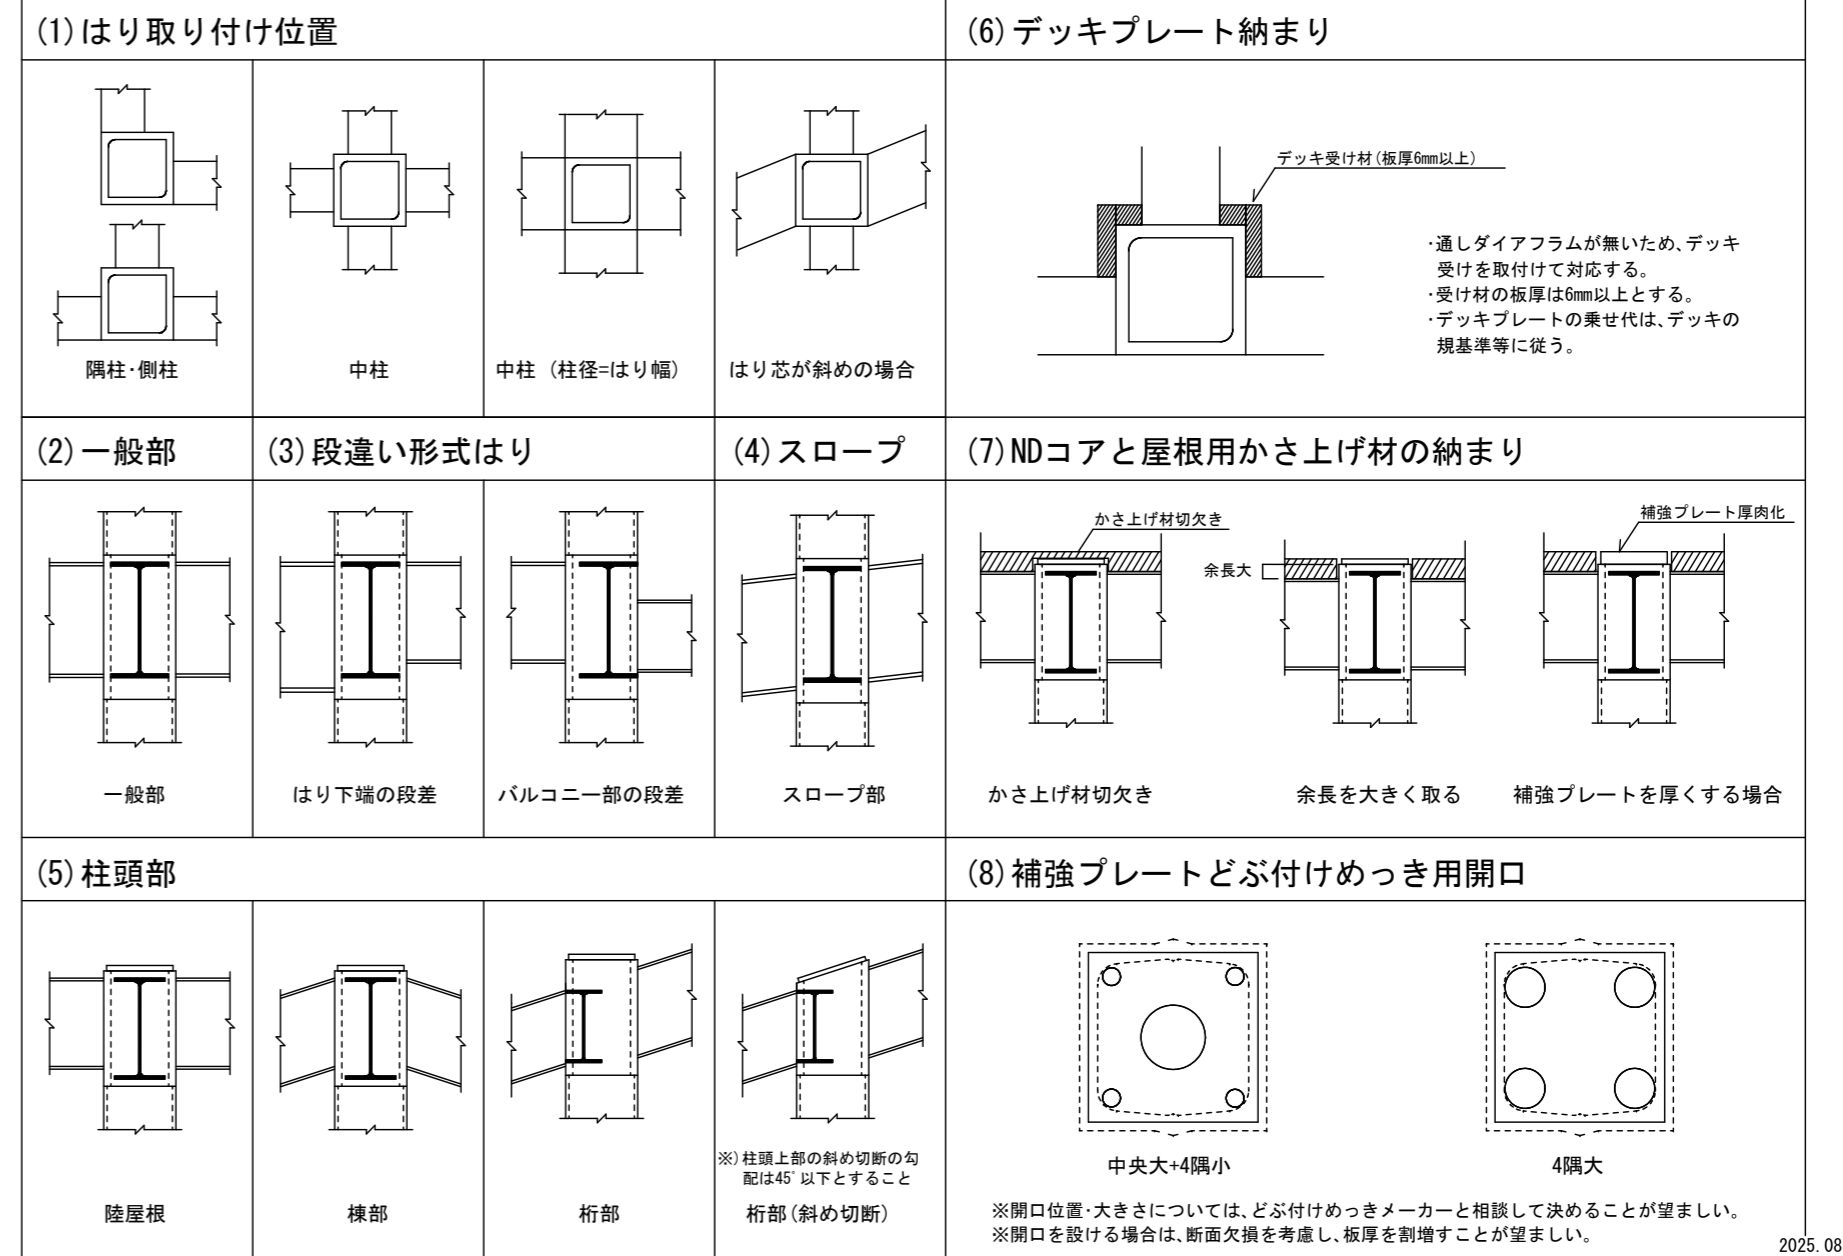 (1)はり取り付け位置
隅柱・側柱
中柱
中柱 (柱径=はり幅)
はり芯が斜めの場合
(6)デッキプレート納まり
デッキ受け材(板厚6mm以上)
・通しダイアフラムが無いため、デッキ
受けを取付けて対応する。
・受け材の板厚は6mm以上とする。
・デッキプレートの乗せ代は、デッキの
規基準等に従う。
(2)一般部
一般部
(3)段違い形式はり
はり下端の段差
バルコニー部の段差
(4)スロープ
スロープ部
(7)NDコアと屋根用かさ上げ材の納まり
かさ上げ材切欠き
余長大
補強プレート厚肉化
かさ上げ材切欠き
余長を大きく取る
補強プレートを厚くする場合
(5)柱頭部
陸屋根
棟部
桁部
※)柱頭上部の斜め切断の勾
配は45°以下とすること
桁部(斜め切断)
(8)補強プレートどぶ付けめっき用開口
中央大+4隅小
4隅大
※開口位置・大きさについては、どぶ付けめっきメーカーと相談して決めることが望ましい。
※開口を設ける場合は、断面欠損を考慮し、板厚を割増すことが望ましい。
2025.08